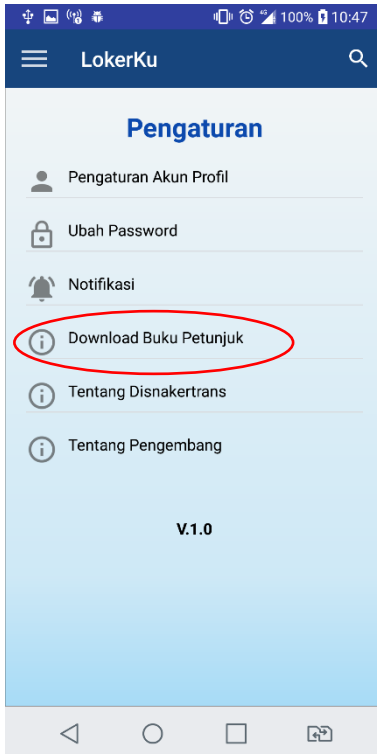 100% 10:47
LokerKu
Pengaturan
Pengaturan Akun Profil
Ubah Password
Notifikasi
Download Buku Petunjuk
Tentang Disnakertrans
Tentang Pengembang
V.1.0